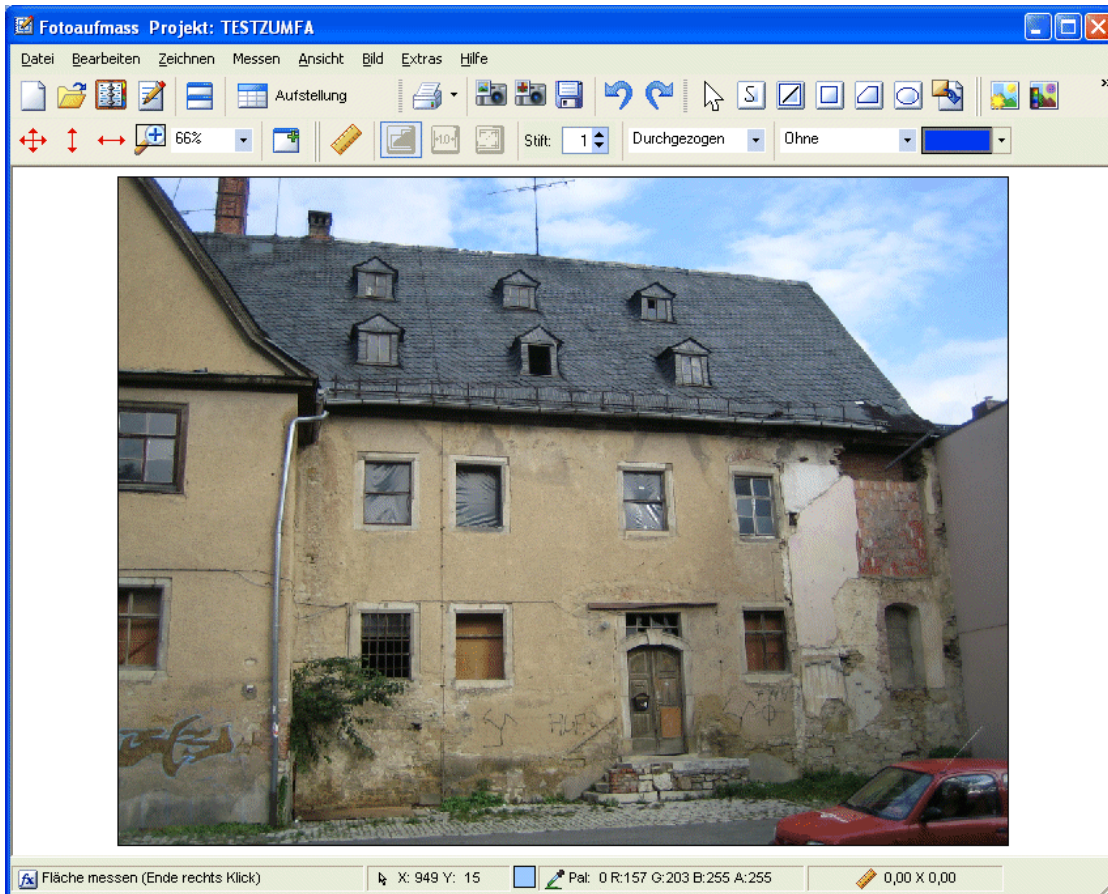 Fotoaufmass Projekt: TESTZUMFA
Datei Bearbeiten Zeichnen Messen Ansicht Bild Extras Hilfe
Aufstellung
66% Stift: 1 Durchgezogen Ohne
Fläche messen (Ende rechts Klick) X: 949 Y: 15 Pal: 0 R:157 G:203 B:255 A:255 0,00 X 0,00